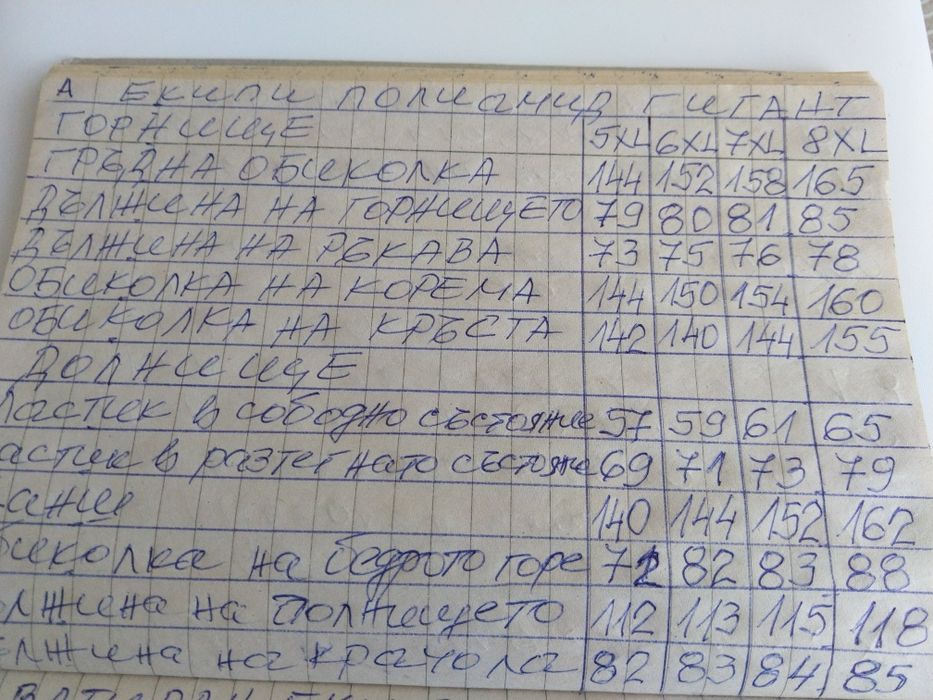 А ЕКИПИ ПОЛИАМИД ГИГАНТ
ГОРНИЩЕ 5XL 6XL 7XL 8XL
ГРЪДНА ОБИКОЛКА 144 152 158 165
ДЪЛЖИНА НА ГОРНИЩЕТО 79 80 81 85
ДЪЛЖИНА НА РЪКАВА 73 75 76 78
ОБИКОЛКА НА КОРЕМА 144 150 154 160
ОБИКОЛКА НА КРЪСТА 142 140 144 155
ДОЛНИЩЕ
ластик в сободно състояние 57 59 61 65
астик в разтегнато състояние 69 71 73 79
анш 140 144 152 162
биколка на бедрото горе 72 82 83 88
лжина на долнището 112 113 115 118
лжина на крачола 82 83 84 85